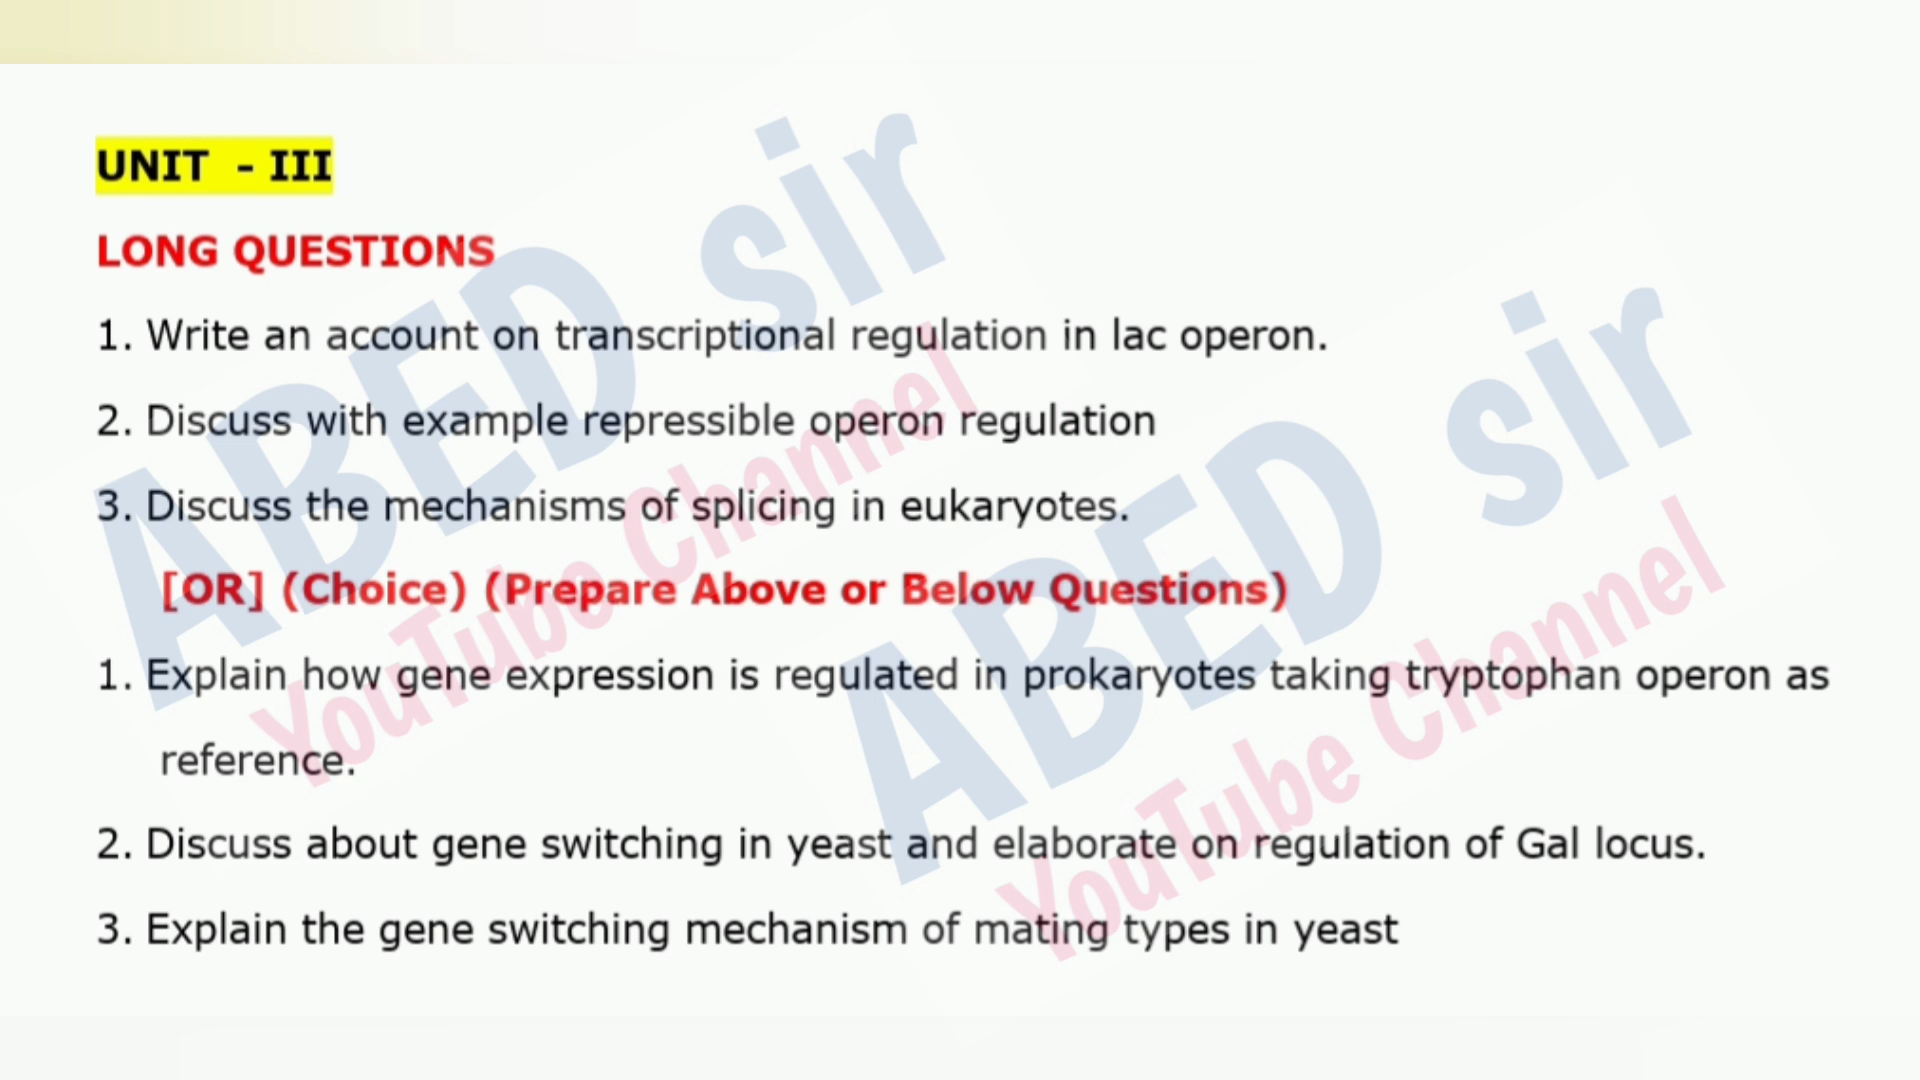 UNIT - III
LONG QUESTIONS
1. Write an account on transcriptional regulation in lac operon.
2. Discuss with example repressible operon regulation
3. Discuss the mechanisms of splicing in eukaryotes.
[OR] (Choice) (Prepare Above or Below Questions)
1. Explain how gene expression is regulated in prokaryotes taking tryptophan operon as
reference.
2. Discuss about gene switching in yeast and elaborate on regulation of Gal locus.
3. Explain the gene switching mechanism of mating types in yeast
ABED sir
YouTube Channel
ABED sir
YouTube Channel